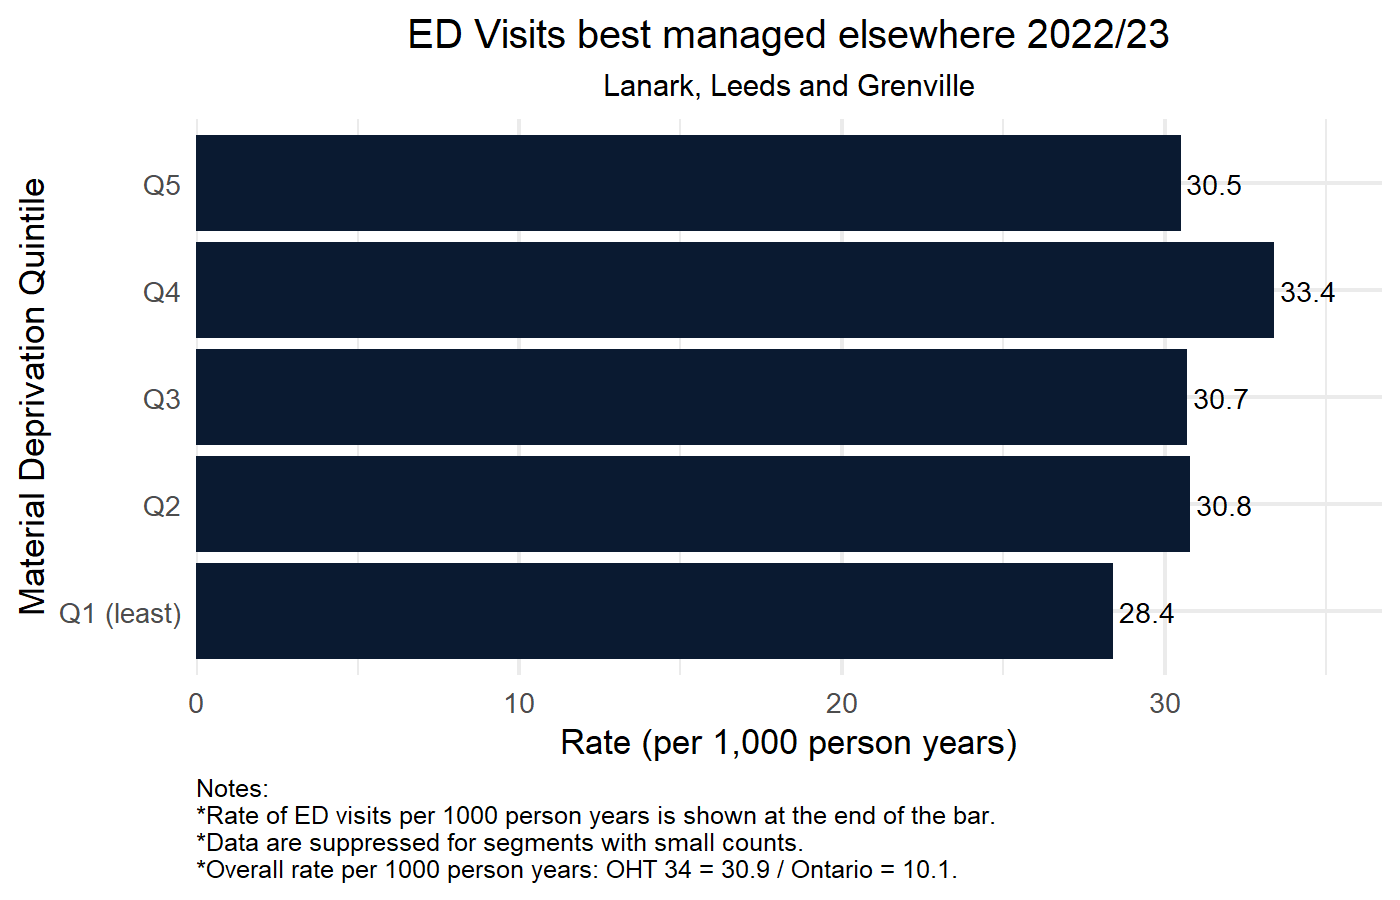 ED Visits best managed elsewhere 2022/23
Lanark, Leeds and Grenville
Material Deprivation Quintile
Q5
30.5
Q4
33.4
Q3
30.7
Q2
30.8
Q1 (least)
28.4
0 10 20 30
Rate (per 1,000 person years)
Notes:
*Rate of ED visits per 1000 person years is shown at the end of the bar.
*Data are suppressed for segments with small counts.
*Overall rate per 1000 person years: OHT 34 = 30.9 / Ontario = 10.1.